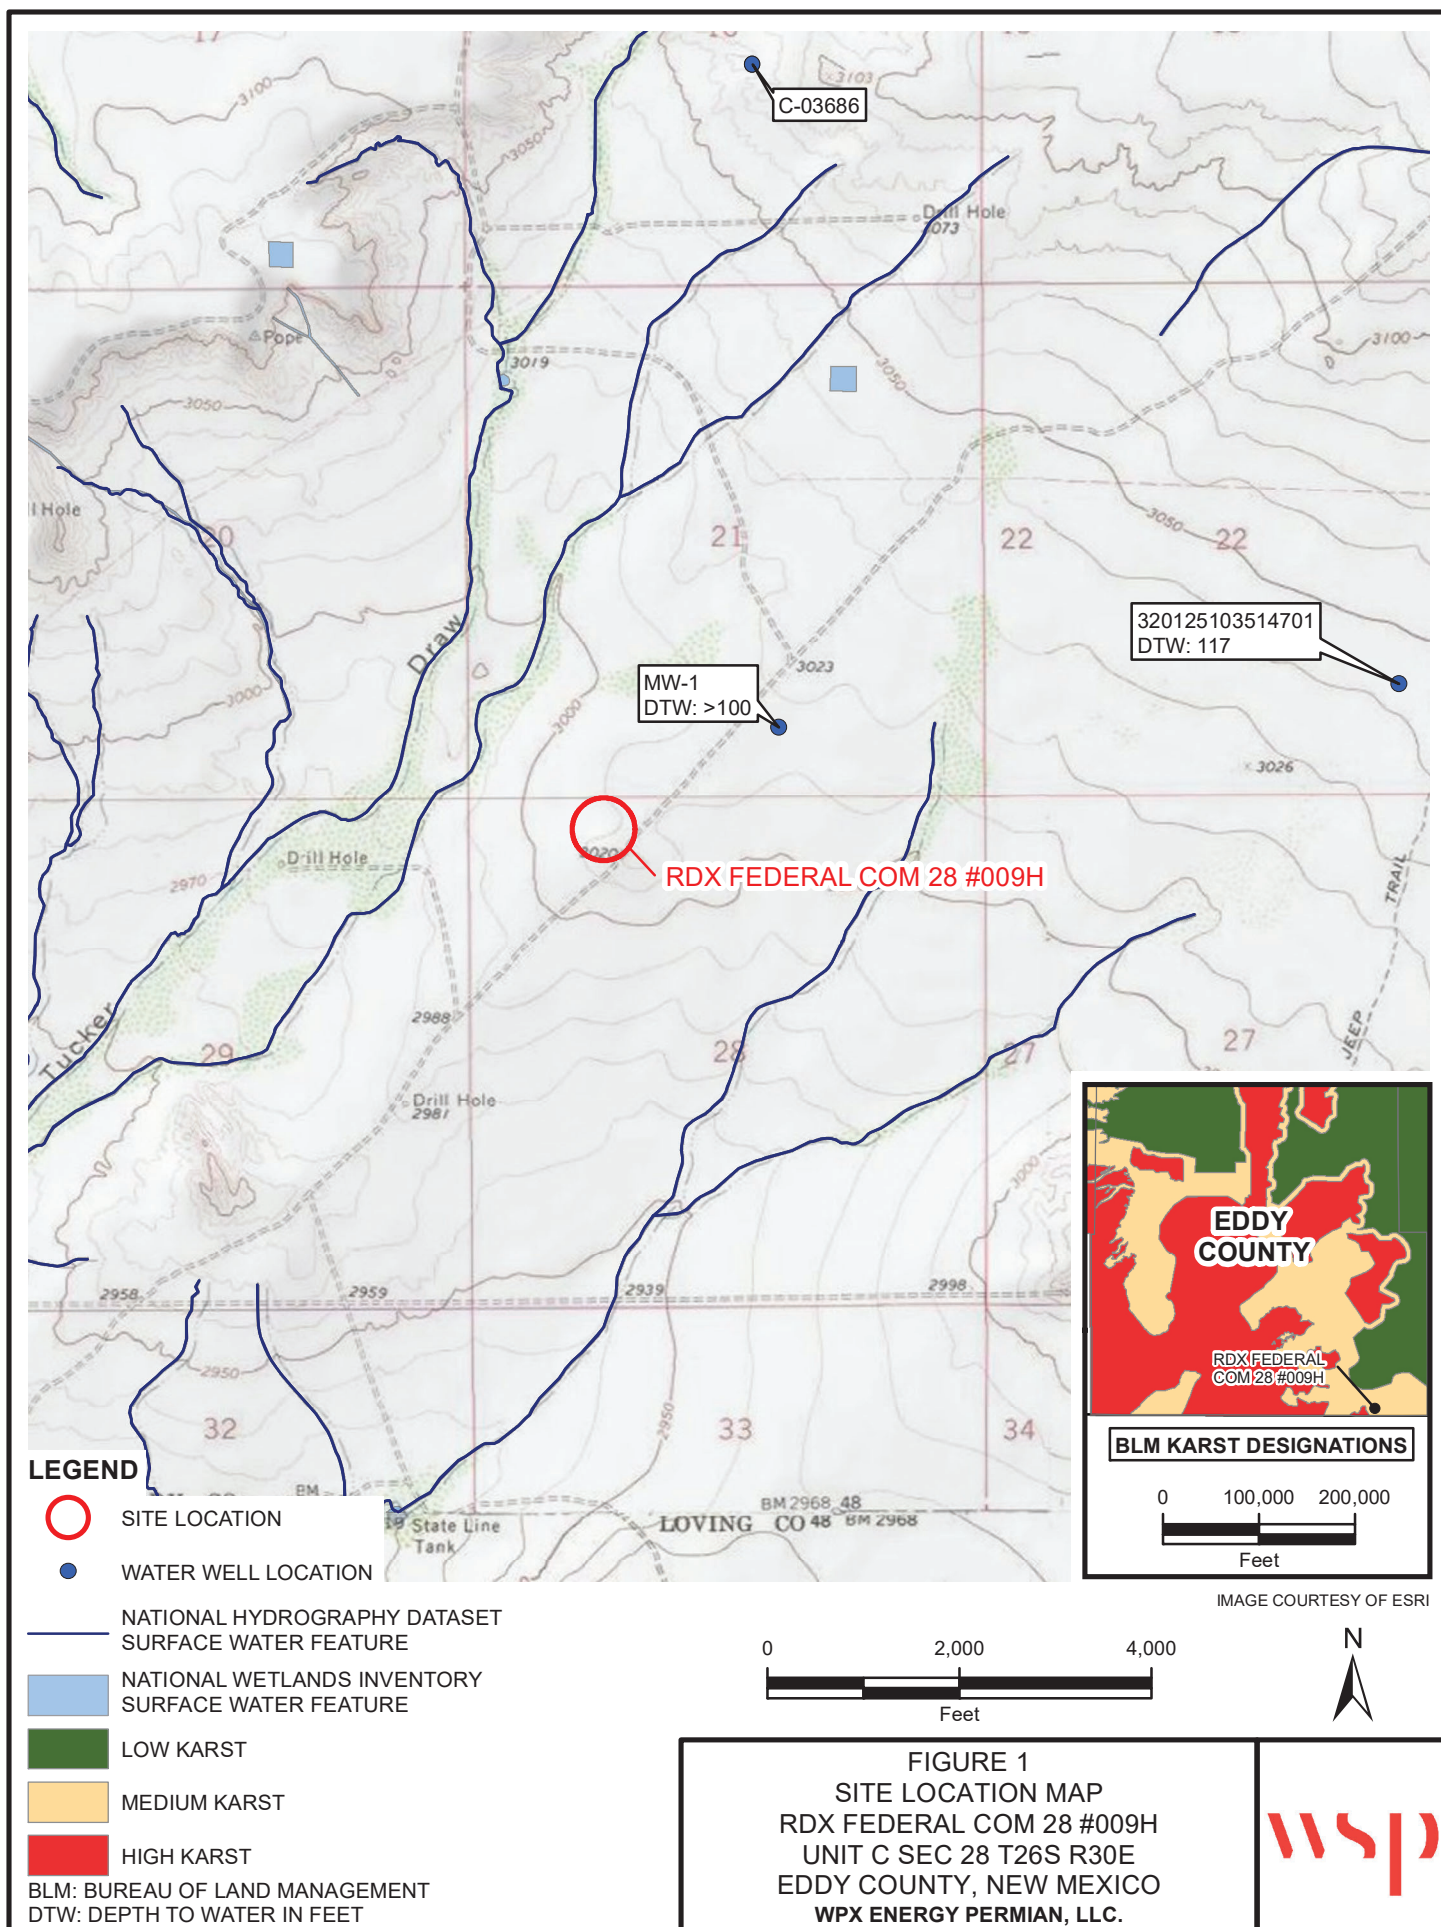 17
3100
3103
C-03686
3050
Drill Hole
3073
Pope
3019
3050
3100
3050
ll Hole
20
21
22
22
3050
Draw
320125103514701
DTW: 117
3023
MW-1
DTW: >100
3000
3000
3026
Drill Hole
2970
RDX FEDERAL COM 28 #009H
TRAIL
JEEP
2988
Tucker
29
28
27
27
Drill Hole
2981
3000
2958
2959
2939
2998
2950
2950
32
33
34
BM
State Line
Tank
BM 2968 48
LOVING CO 48 BM 2968
EDDY
COUNTY
RDX FEDERAL
COM 28 #009H
BLM KARST DESIGNATIONS
0 100,000 200,000
Feet
IMAGE COURTESY OF ESRI
LEGEND
SITE LOCATION
WATER WELL LOCATION
NATIONAL HYDROGRAPHY DATASET
SURFACE WATER FEATURE
NATIONAL WETLANDS INVENTORY
SURFACE WATER FEATURE
LOW KARST
MEDIUM KARST
HIGH KARST
BLM: BUREAU OF LAND MANAGEMENT
DTW: DEPTH TO WATER IN FEET
0 2,000 4,000
Feet
N
FIGURE 1
SITE LOCATION MAP
RDX FEDERAL COM 28 #009H
UNIT C SEC 28 T26S R30E
EDDY COUNTY, NEW MEXICO
WPX ENERGY PERMIAN, LLC.
wsp